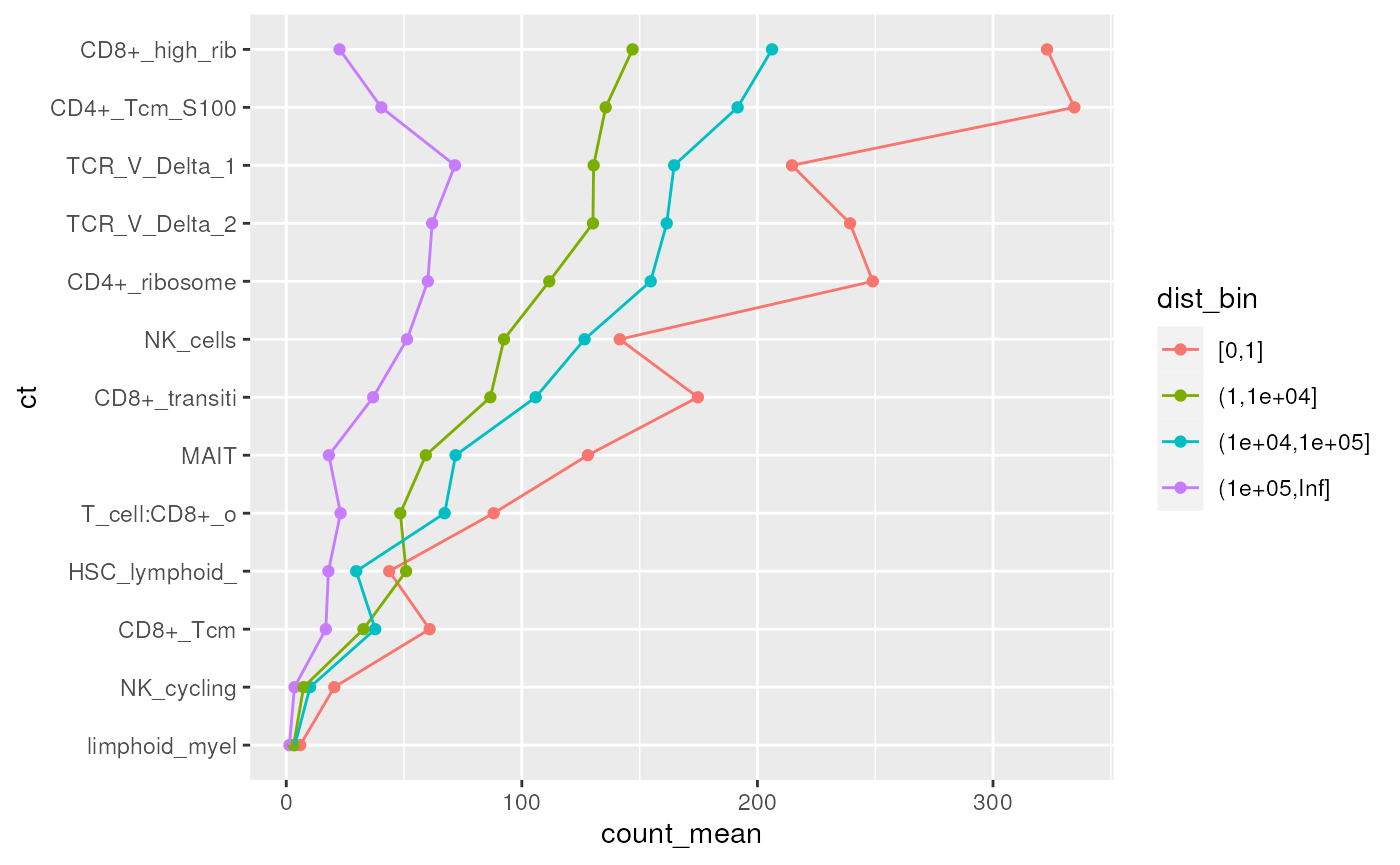 CD8+_high_rib
CD4+_Tcm_S100
TCR_V_Delta_1
TCR_V_Delta_2
CD4+_ribosome
NK_cells
CD8+_transiti
MAIT
T_cell:CD8+_o
HSC_lymphoid_
CD8+_Tcm
NK_cycling
limphoid_myel
ct
0
100
200
300
count_mean
dist_bin
[0,1]
(1,1e+04]
(1e+04,1e+05]
(1e+05,Inf]